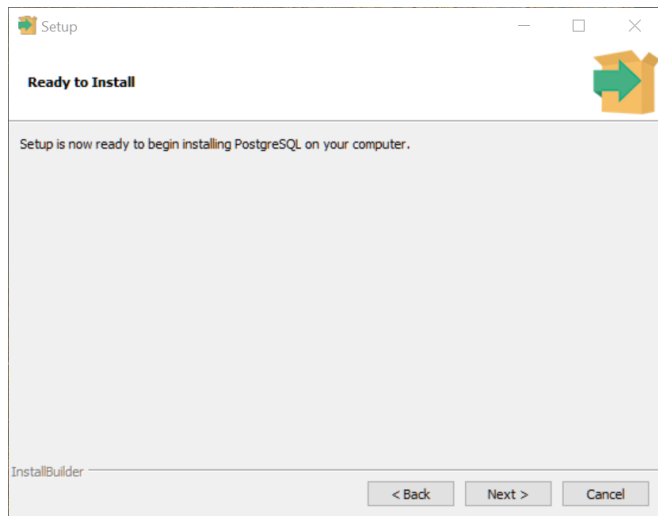 Setup
Ready to Install
Setup is now ready to begin installing PostgreSQL on your computer.
InstallBuilder
< Back
Next >
Cancel